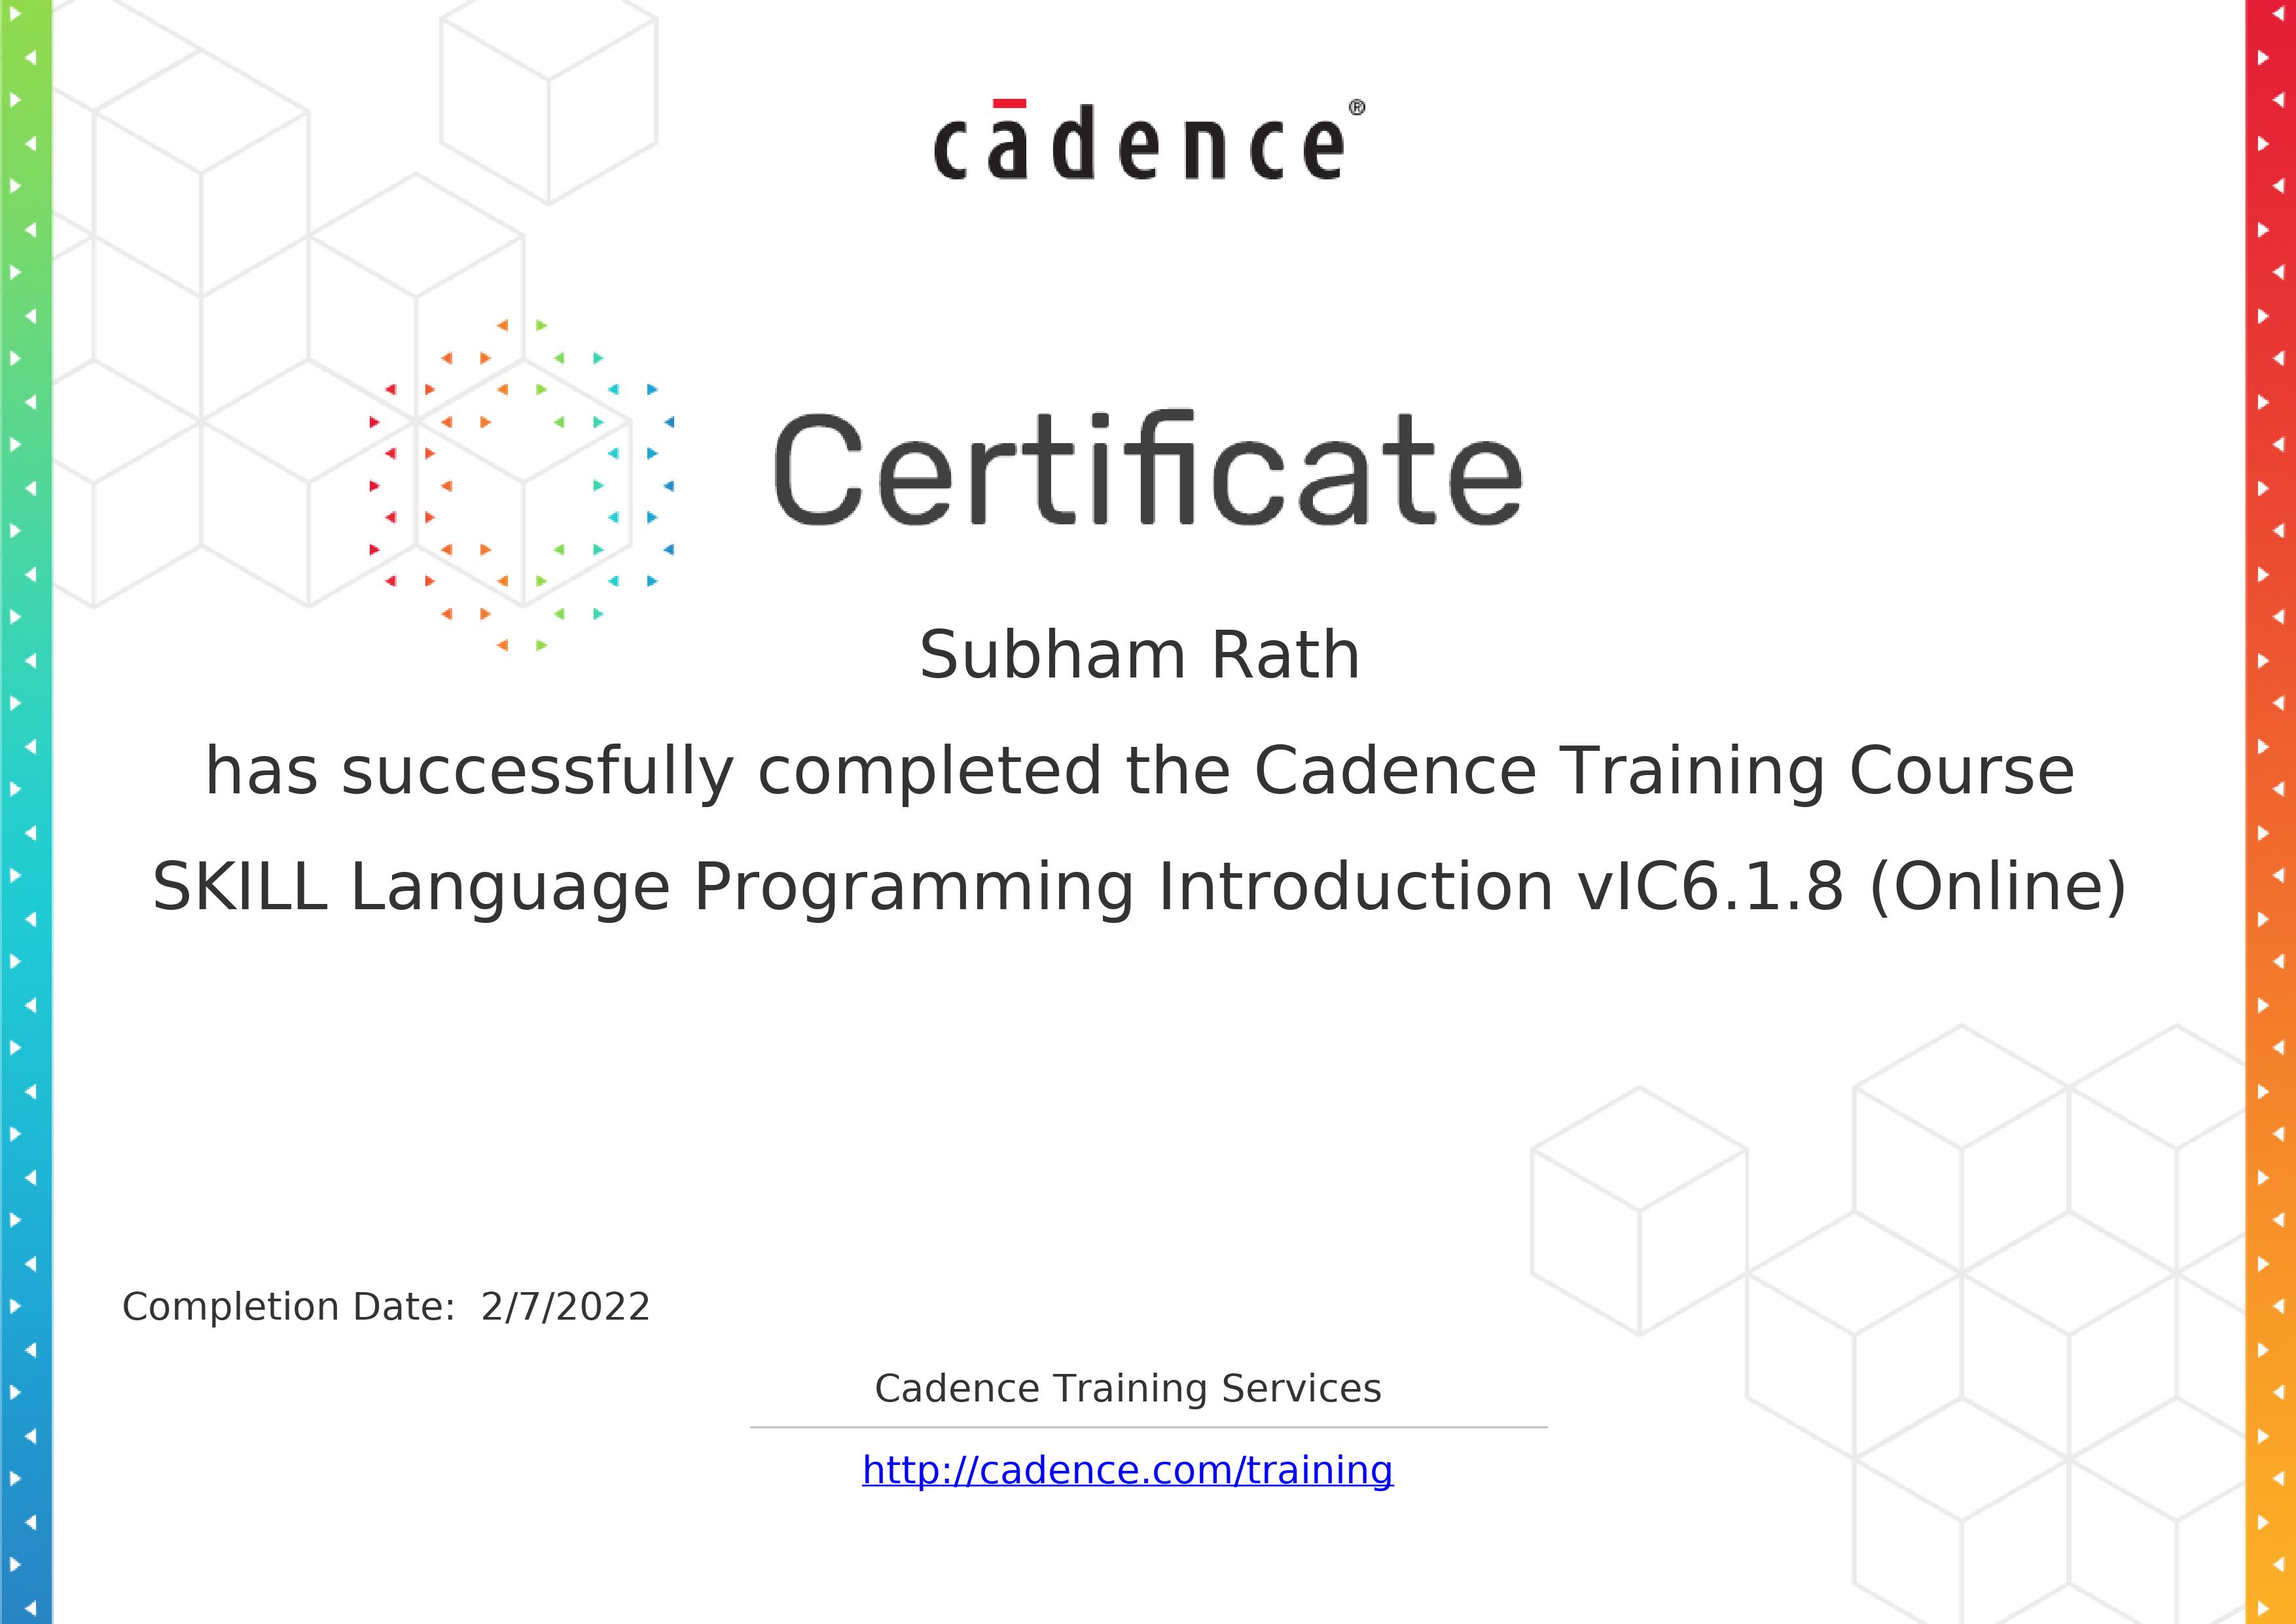 cādence®
Certificate
Subham Rath
has successfully completed the Cadence Training Course
SKILL Language Programming Introduction vIC6.1.8 (Online)
Completion Date:  2/7/2022
Cadence Training Services
http://cadence.com/training